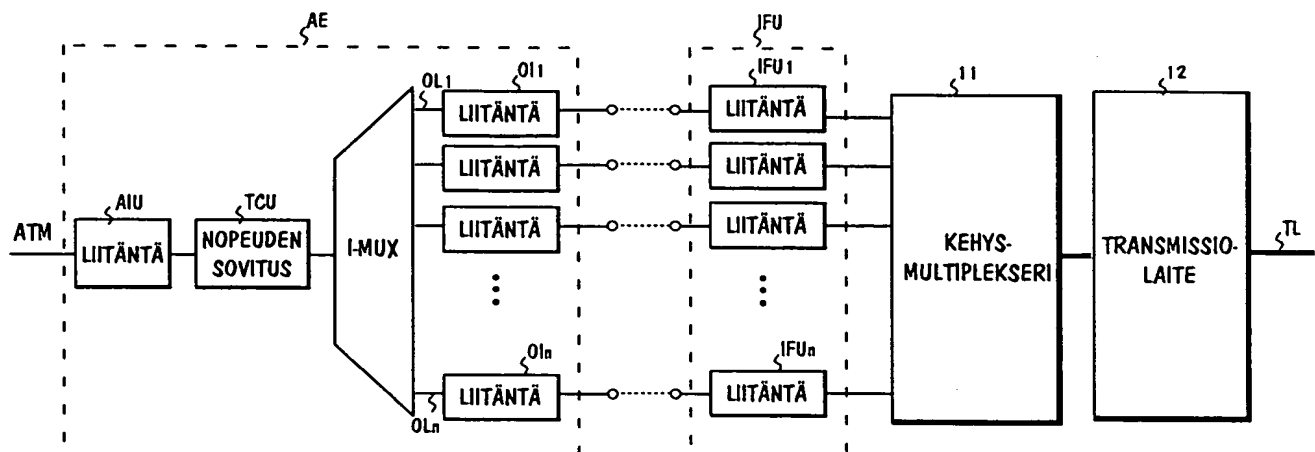 AE
IFU
OL1
OI1
IFU1
11
12
LIITÄNTÄ
LIITÄNTÄ
LIITÄNTÄ
LIITÄNTÄ
AIU
TCU
LIITÄNTÄ
LIITÄNTÄ
ATM
LIITÄNTÄ
NOPEUDEN
SOVITUS
I-MUX
KEHYS-
MULTIPLEKSERI
TRANSMISSIO-
LAITE
TL
OIn
IFUn
LIITÄNTÄ
LIITÄNTÄ
OLn